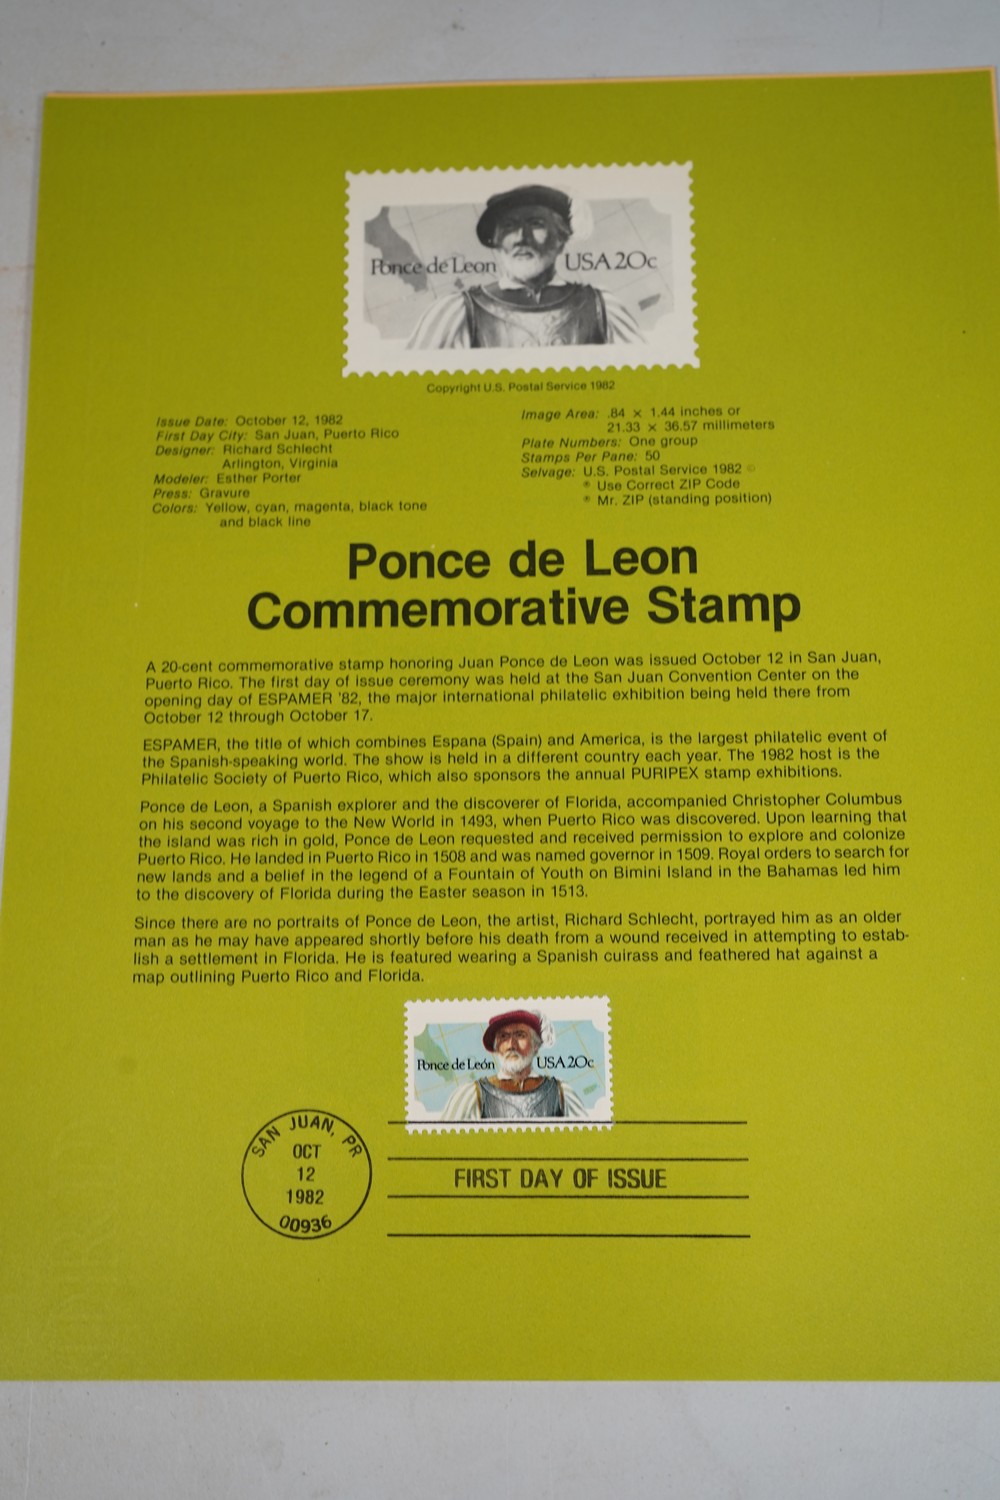 Ponce de Leon USA 20c
Copyright U.S. Postal Service 1982
Issue Date: October 12, 1982
First Day City: San Juan, Puerto Rico
Designer: Richard Schlecht
Arlington, Virginia
Modeler: Esther Porter
Press: Gravure
Colors: Yellow, cyan, magenta, black tone
and black line
Image Area: .84 × 1.44 inches or
21.33 × 36.57 millimeters
Plate Numbers: One group
Stamps Per Pane: 50
Selvage: U.S. Postal Service 1982 ©
* Use Correct ZIP Code
* Mr. ZIP (standing position)
Ponce de Leon
Commemorative Stamp
A 20-cent commemorative stamp honoring Juan Ponce de Leon was issued October 12 in San Juan,
Puerto Rico. The first day of issue ceremony was held at the San Juan Convention Center on the
opening day of ESPAMER '82, the major international philatelic exhibition being held there from
October 12 through October 17.
ESPAMER, the title of which combines Espana (Spain) and America, is the largest philatelic event of
the Spanish-speaking world. The show is held in a different country each year. The 1982 host is the
Philatelic Society of Puerto Rico, which also sponsors the annual PURIPEX stamp exhibitions.
Ponce de Leon, a Spanish explorer and the discoverer of Florida, accompanied Christopher Columbus
on his second voyage to the New World in 1493, when Puerto Rico was discovered. Upon learning that
the island was rich in gold, Ponce de Leon requested and received permission to explore and colonize
Puerto Rico. He landed in Puerto Rico in 1508 and was named governor in 1509. Royal orders to search for
new lands and a belief in the legend of a Fountain of Youth on Bimini Island in the Bahamas led him
to the discovery of Florida during the Easter season in 1513.
Since there are no portraits of Ponce de Leon, the artist, Richard Schlecht, portrayed him as an older
man as he may have appeared shortly before his death from a wound received in attempting to estab-
lish a settlement in Florida. He is featured wearing a Spanish cuirass and feathered hat against a
map outlining Puerto Rico and Florida.
Ponce de León USA 20c
SAN JUAN, PR
OCT
12
1982
00936
FIRST DAY OF ISSUE